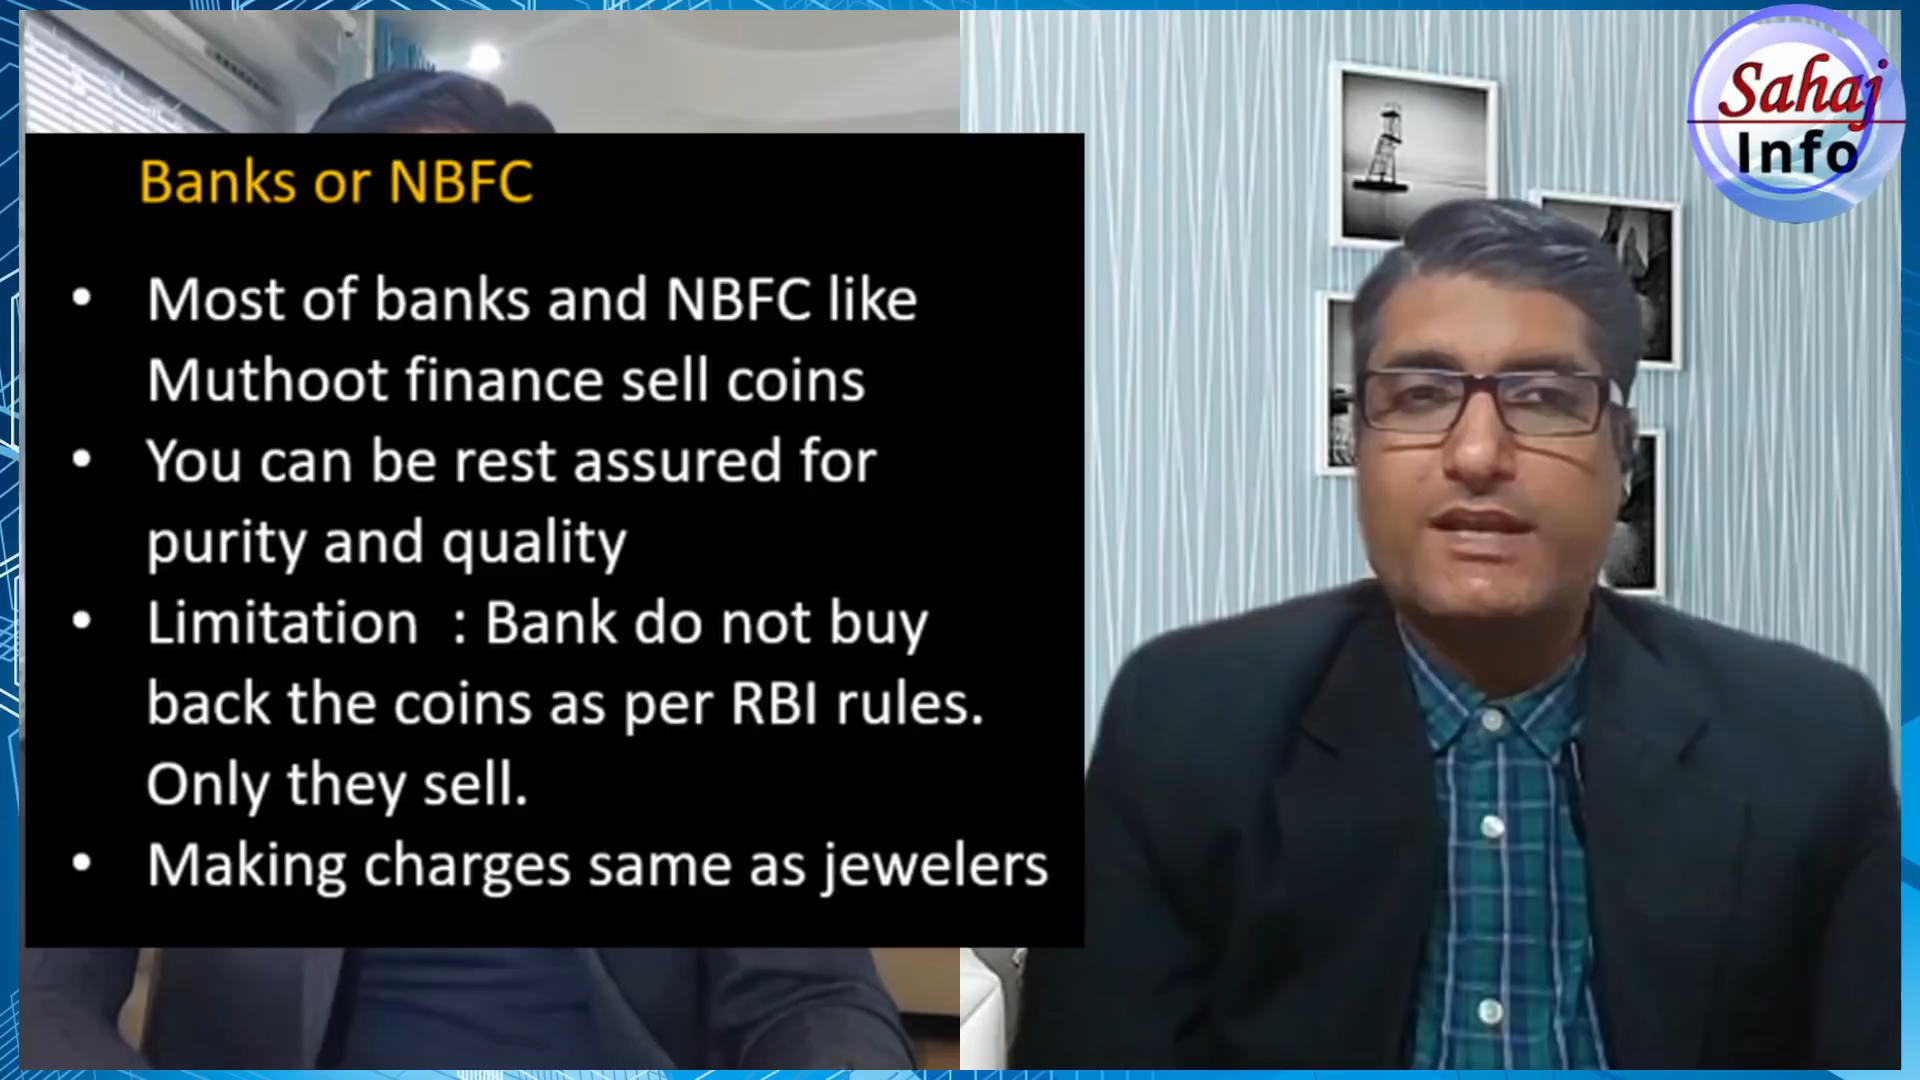 Sahaj
Info
Banks or NBFC
• Most of banks and NBFC like
Muthoot finance sell coins
• You can be rest assured for
purity and quality
• Limitation : Bank do not buy
back the coins as per RBI rules.
Only they sell.
• Making charges same as jewelers